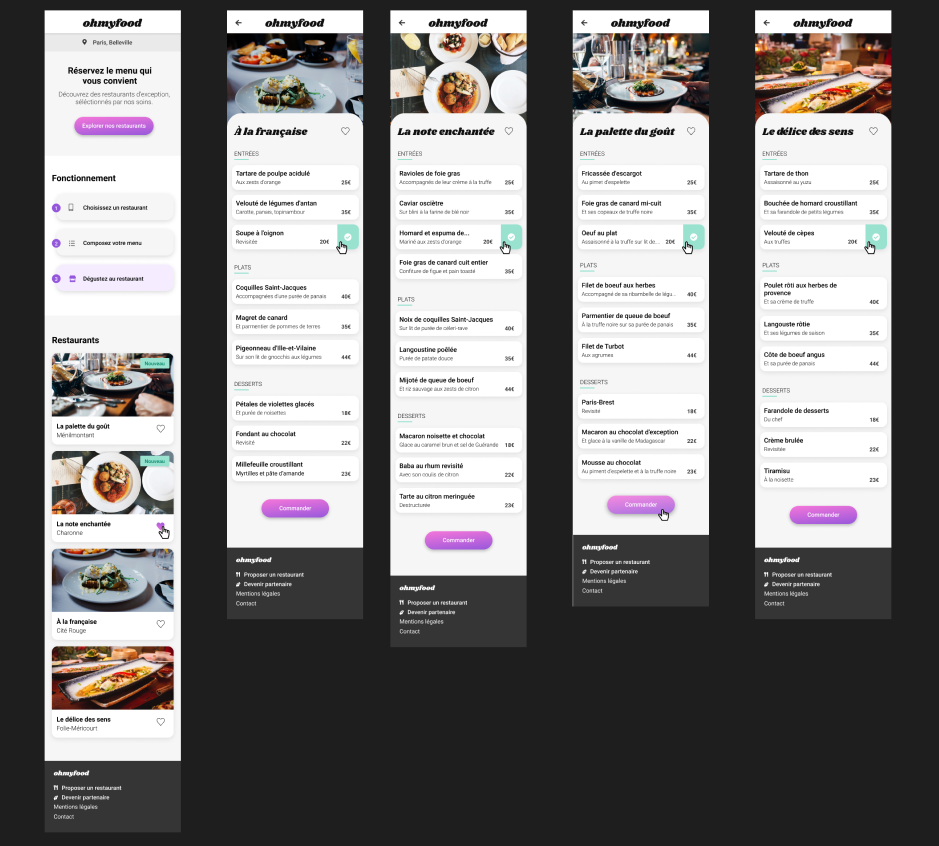 ohmyfood
Paris, Belleville
Réservez le menu qui
vous convient
Découvrez des restaurants d'exception,
séléctionnés par nos soins.
Explorer nos restaurants
Fonctionnement
1 Choisissez un restaurant
2 Composez votre menu
3 Dégustez au restaurant
Restaurants
Nouveau
La palette du goût
Ménilmontant
Nouveau
La note enchantée
Charonne
À la française
Cité Rouge
Le délice des sens
Folie-Méricourt
ohmyfood
Proposer un restaurant
Devenir partenaire
Mentions légales
Contact
ohmyfood
À la française
ENTRÉES
Tartare de poulpe acidulé
Aux zests d'orange 25€
Velouté de légumes d'antan
Carotte, panais, topinambour 35€
Soupe à l'oignon
Revisitée 20€
PLATS
Coquilles Saint-Jacques
Accompagnées d'une purée de panais 40€
Magret de canard
Et parmentier de pommes de terres 35€
Pigeonneau d'Ille-et-Vilaine
Sur son lit de gnocchis aux légumes 44€
DESSERTS
Pétales de violettes glacés
Et purée de noisettes 18€
Fondant au chocolat
Revisité 22€
Millefeuille croustillant
Myrtilles et pâte d'amande 23€
Commander
ohmyfood
Proposer un restaurant
Devenir partenaire
Mentions légales
Contact
ohmyfood
La note enchantée
ENTRÉES
Ravioles de foie gras
Accompagnés de leur crème à la truffe 25€
Caviar osciètre
Sur blini à la farine de blé noir 35€
Homard et espuma de...
Mariné aux zests d'orange 20€
Foie gras de canard cuit entier
Confiture de figue et pain toasté 35€
PLATS
Noix de coquilles Saint-Jacques
Sur lit de purée de céleri-rave 40€
Langoustine poêlée
Purée de patate douce 35€
Mijoté de queue de boeuf
Et riz sauvage aux zests de citron 44€
DESSERTS
Macaron noisette et chocolat
Glace au caramel brun et sel de Guérande 18€
Baba au rhum revisité
Avec son coulis de citron 22€
Tarte au citron meringuée
Destructurée 23€
Commander
ohmyfood
Proposer un restaurant
Devenir partenaire
Mentions légales
Contact
ohmyfood
La palette du goût
ENTRÉES
Fricassée d'escargot
Au piment d'espelette 25€
Foie gras de canard mi-cuit
Et ses copeaux de truffe noire 35€
Oeuf au plat
Assaisonné à la truffe sur lit de... 20€
PLATS
Filet de boeuf aux herbes
Accompagné de sa ribambelle de légu... 40€
Parmentier de queue de boeuf
À la truffe noire sur sa purée de panais 35€
Filet de Turbot
Aux agrumes 44€
DESSERTS
Paris-Brest
Revisité 18€
Macaron au chocolat d'exception
Et glace à la vanille de Madagascar 22€
Mousse au chocolat
Au piment d'espelette et à la truffe noire 23€
Commander
ohmyfood
Proposer un restaurant
Devenir partenaire
Mentions légales
Contact
ohmyfood
Le délice des sens
ENTRÉES
Tartare de thon
Assaisonné au yuzu 25€
Bouchée de homard croustillant
Et sa farandole de petits légumes 35€
Velouté de cèpes
Aux truffes 20€
PLATS
Poulet rôti aux herbes de
provence
Et sa crème de truffe 40€
Langouste rôtie
Et ses légumes de saison 35€
Côte de boeuf angus
Et sa purée de panais 44€
DESSERTS
Farandole de desserts
Du chef 18€
Crème brulée
Revisitée 22€
Tiramisu
À la noisette 23€
Commander
ohmyfood
Proposer un restaurant
Devenir partenaire
Mentions légales
Contact